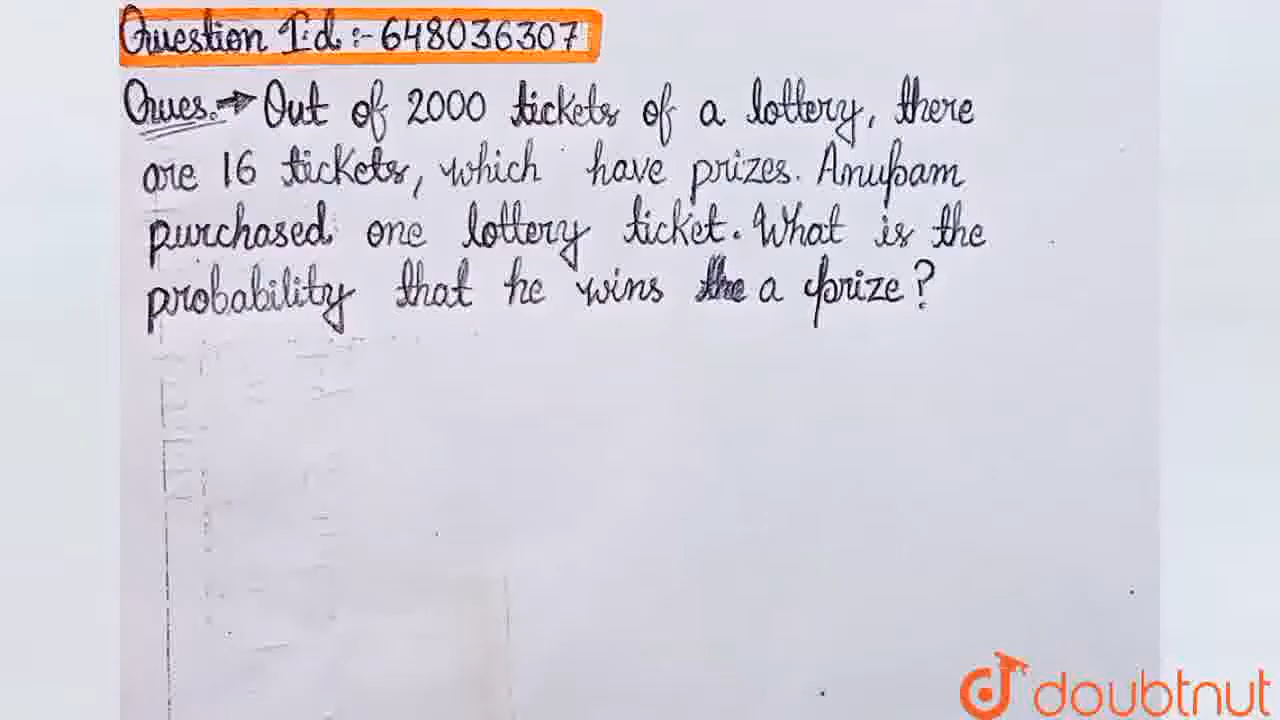 Question Id :- 648036307
Ques. → Out of 2000 tickets of a lottery, there
are 16 tickets, which have prizes. Anupam
purchased one lottery ticket. What is the
probability that he wins a prize?
doubtnut